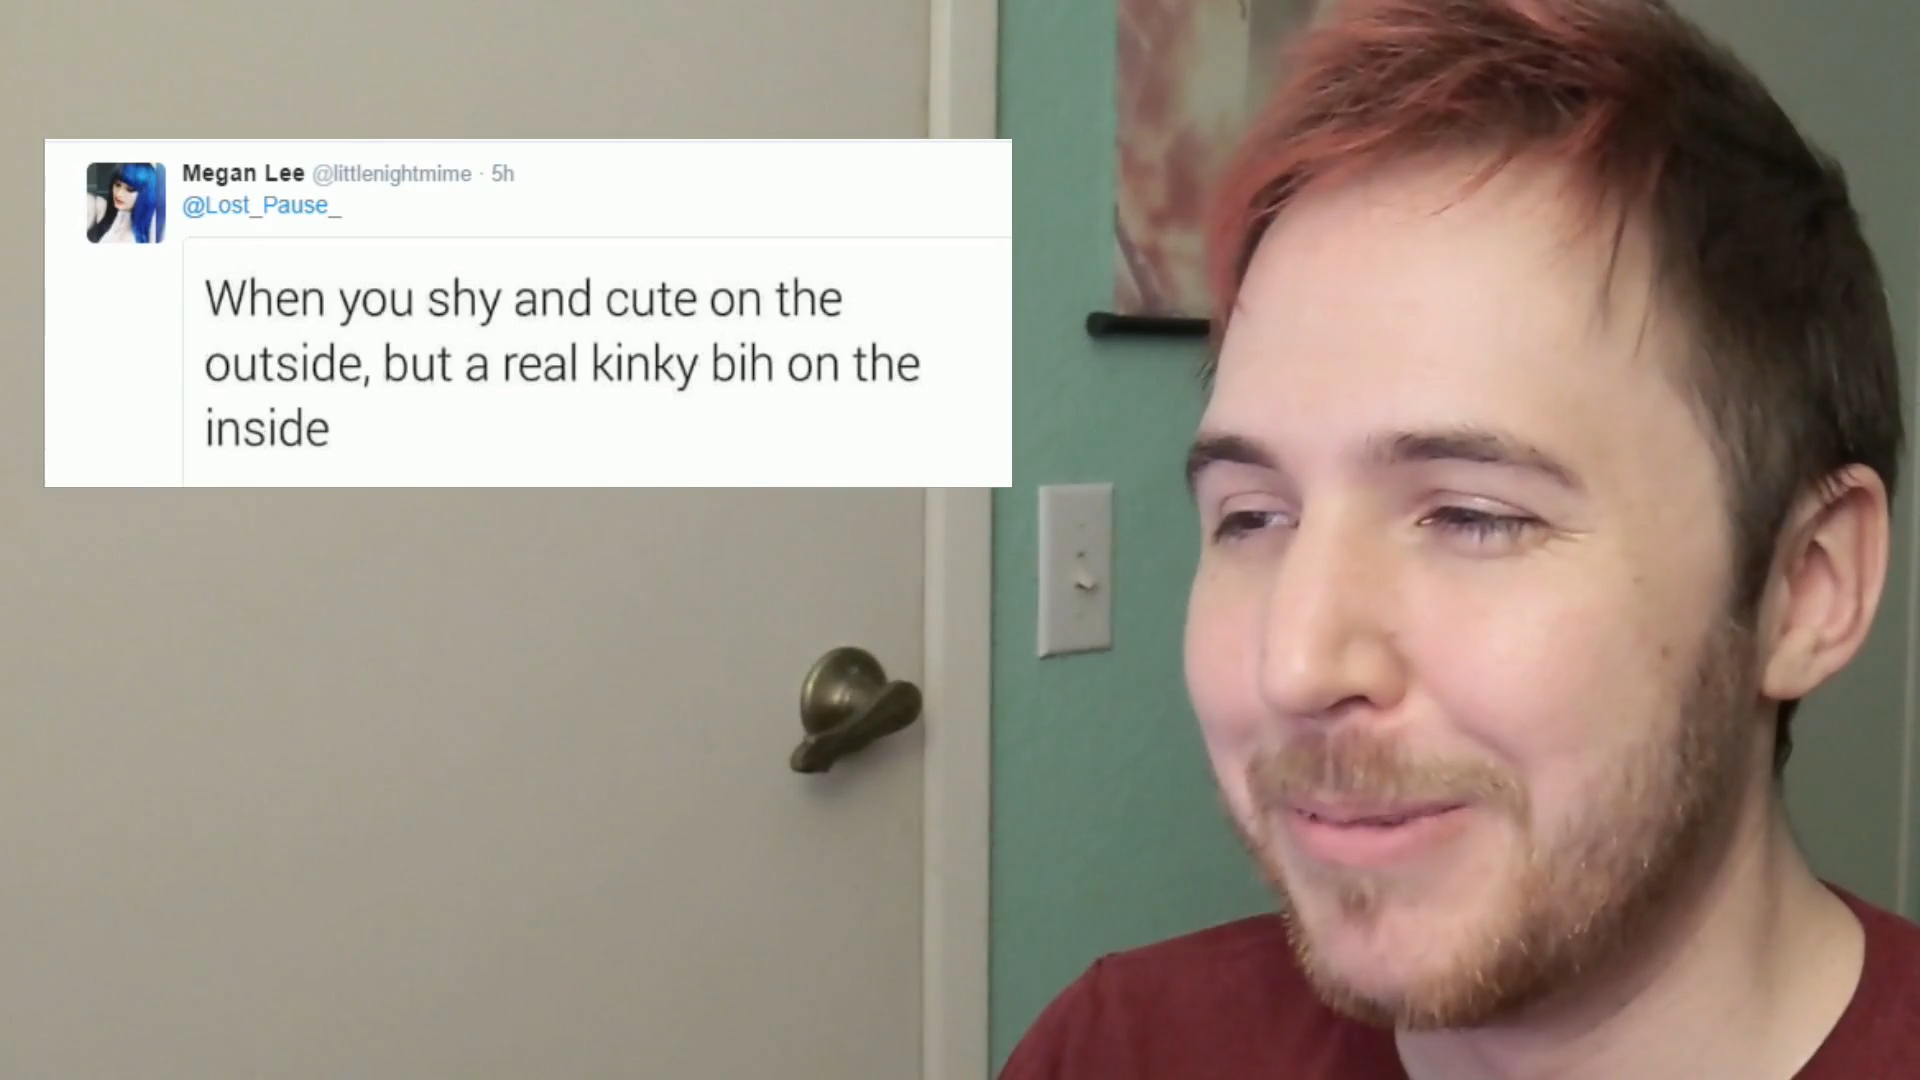 Megan Lee @littlenightmime · 5h
@Lost_Pause_
When you shy and cute on the
outside, but a real kinky bih on the
inside